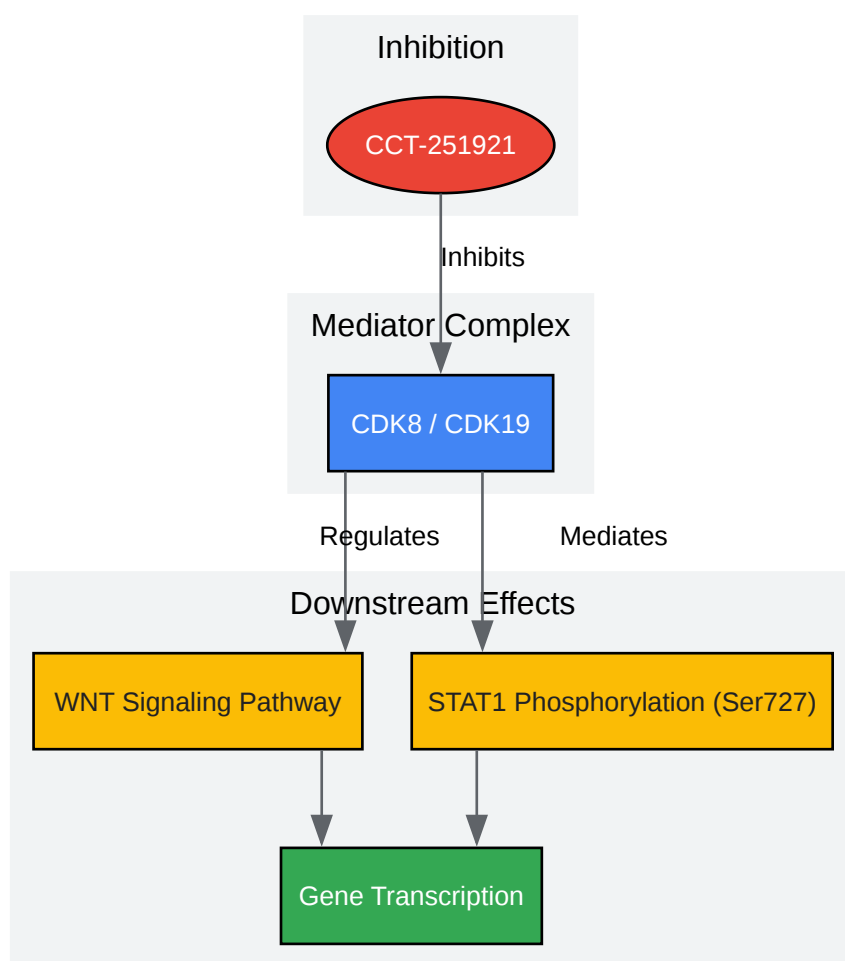 Inhibition
CCT-251921
Inhibits
Mediator Complex
CDK8 / CDK19
Regulates
Mediates
Downstream Effects
WNT Signaling Pathway
STAT1 Phosphorylation (Ser727)
Gene Transcription